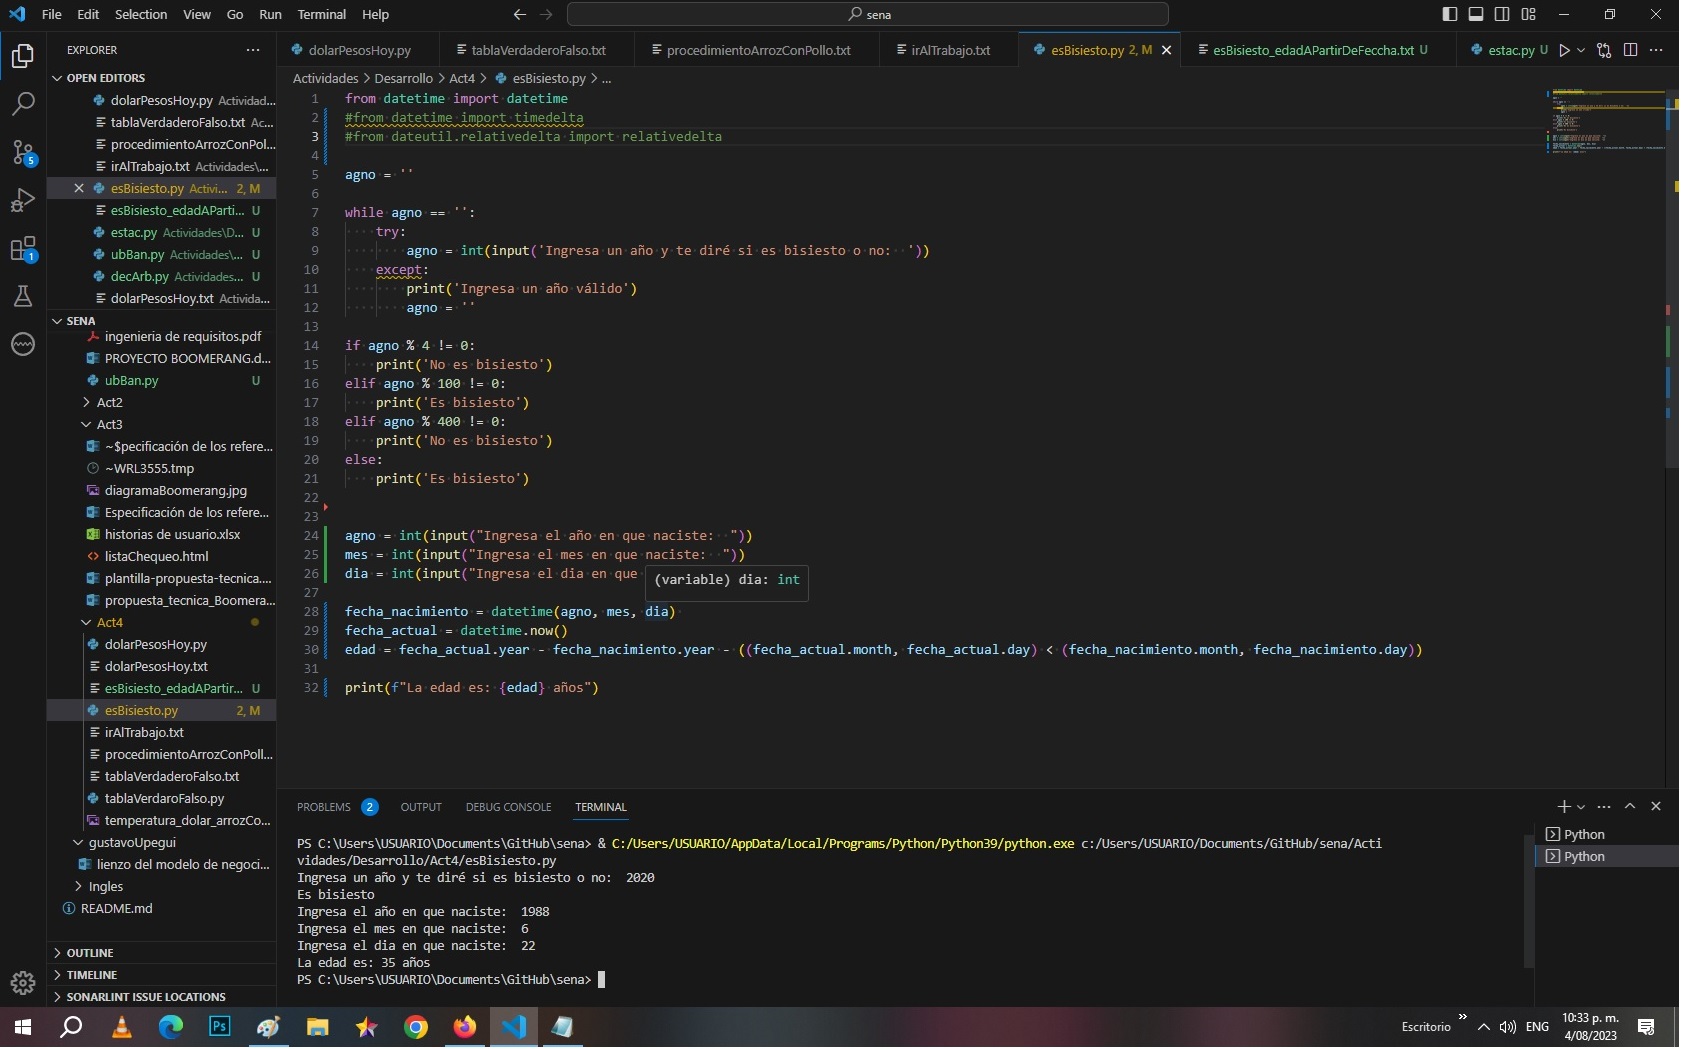 File Edit Selection View Go Run Terminal Help
sena
EXPLORER
OPEN EDITORS
dolarPesosHoy.py Actividad...
tablaVerdaderoFalso.txt Ac...
procedimientoArrozConPol...
irAlTrabajo.txt Actividades\...
esBisiesto.py Activi... 2, M
esBisiesto_edadAParti... U
estac.py Actividades\D... U
ubBan.py Actividades\... U
decArb.py Actividades... U
dolarPesosHoy.txt Activida...
SENA
ingenieria de requisitos.pdf
PROYECTO BOOMERANG.d...
ubBan.py U
Act2
Act3
~$pecificación de los refere...
~WRL3555.tmp
diagramaBoomerang.jpg
Especificación de los refere...
historias de usuario.xlsx
listaChequeo.html
plantilla-propuesta-tecnica....
propuesta_tecnica_Boomera...
Act4
dolarPesosHoy.py
dolarPesosHoy.txt
esBisiesto_edadAPartir... U
esBisiesto.py 2, M
irAlTrabajo.txt
procedimientoArrozConPoll...
tablaVerdaderoFalso.txt
tablaVerdaroFalso.py
temperatura_dolar_arrozCo...
gustavoUpegui
lienzo del modelo de negoci...
Ingles
README.md
OUTLINE
TIMELINE
SONARLINT ISSUE LOCATIONS
5
1
dolarPesosHoy.py tablaVerdaderoFalso.txt procedimientoArrozConPollo.txt irAlTrabajo.txt esBisiesto.py 2, M esBisiesto_edadAPartirDeFeccha.txt U estac.py U
Actividades > Desarrollo > Act4 > esBisiesto.py > ...
1 from datetime import datetime
2 #from datetime import timedelta
3 #from dateutil.relativedelta import relativedelta
4
5 agno = ''
6
7 while agno == '':
8 try:
9 agno = int(input('Ingresa un año y te diré si es bisiesto o no:  '))
10 except:
11 print('Ingresa un año válido')
12 agno = ''
13
14 if agno % 4 != 0:
15 print('No es bisiesto')
16 elif agno % 100 != 0:
17 print('Es bisiesto')
18 elif agno % 400 != 0:
19 print('No es bisiesto')
20 else:
21 print('Es bisiesto')
22
23
24 agno = int(input("Ingresa el año en que naciste:  "))
25 mes = int(input("Ingresa el mes en que naciste:  "))
26 dia = int(input("Ingresa el dia en que
(variable) dia: int
27
28 fecha_nacimiento = datetime(agno, mes, dia)
29 fecha_actual = datetime.now()
30 edad = fecha_actual.year - fecha_nacimiento.year - ((fecha_actual.month, fecha_actual.day) < (fecha_nacimiento.month, fecha_nacimiento.day))
31
32 print(f"La edad es: {edad} años")
PROBLEMS 2 OUTPUT DEBUG CONSOLE TERMINAL
PS C:\Users\USUARIO\Documents\GitHub\sena> & C:/Users/USUARIO/AppData/Local/Programs/Python/Python39/python.exe c:/Users/USUARIO/Documents/GitHub/sena/Acti
vidades/Desarrollo/Act4/esBisiesto.py
Ingresa un año y te diré si es bisiesto o no:  2020
Es bisiesto
Ingresa el año en que naciste:  1988
Ingresa el mes en que naciste:  6
Ingresa el dia en que naciste:  22
La edad es: 35 años
PS C:\Users\USUARIO\Documents\GitHub\sena>
Python
Python
Ps
Escritorio
ENG
10:33 p. m.
4/08/2023